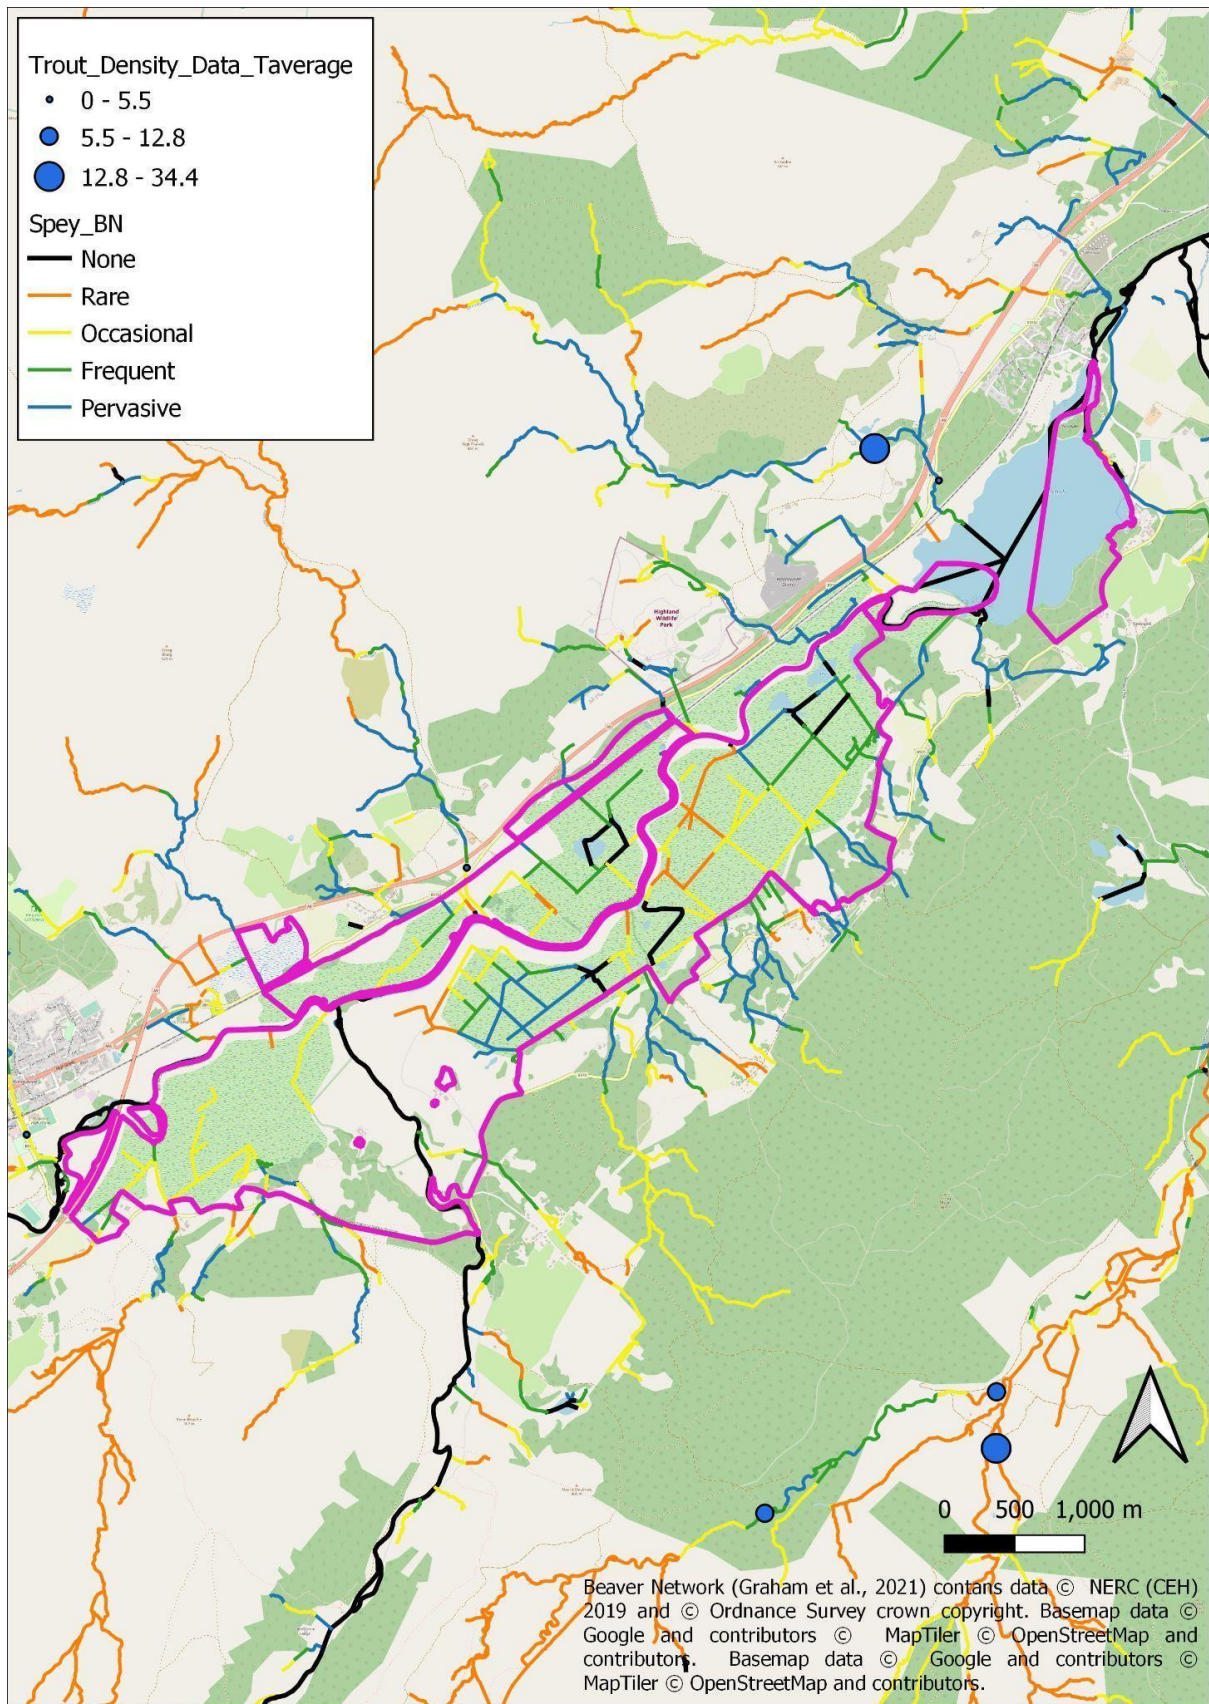 Trout_Density_Data_Taverage
0 - 5.5
5.5 - 12.8
12.8 - 34.4
Spey_BN
None
Rare
Occasional
Frequent
Pervasive
Highland
Wildlife
Park
0 500 1,000 m
Beaver Network (Graham et al., 2021) contans data © NERC (CEH)
2019 and © Ordnance Survey crown copyright. Basemap data ©
Google and contributors © MapTiler © OpenStreetMap and
contributors. Basemap data © Google and contributors ©
MapTiler © OpenStreetMap and contributors.